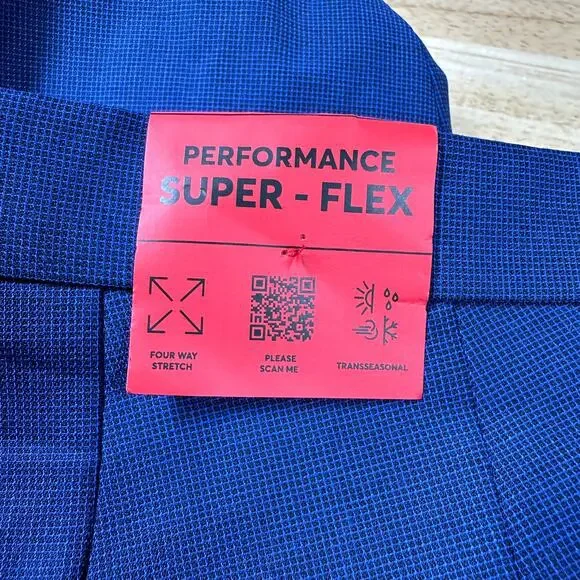 PERFORMANCE
SUPER - FLEX
FOUR WAY
STRETCH
PLEASE
SCAN ME
TRANSSEASONAL